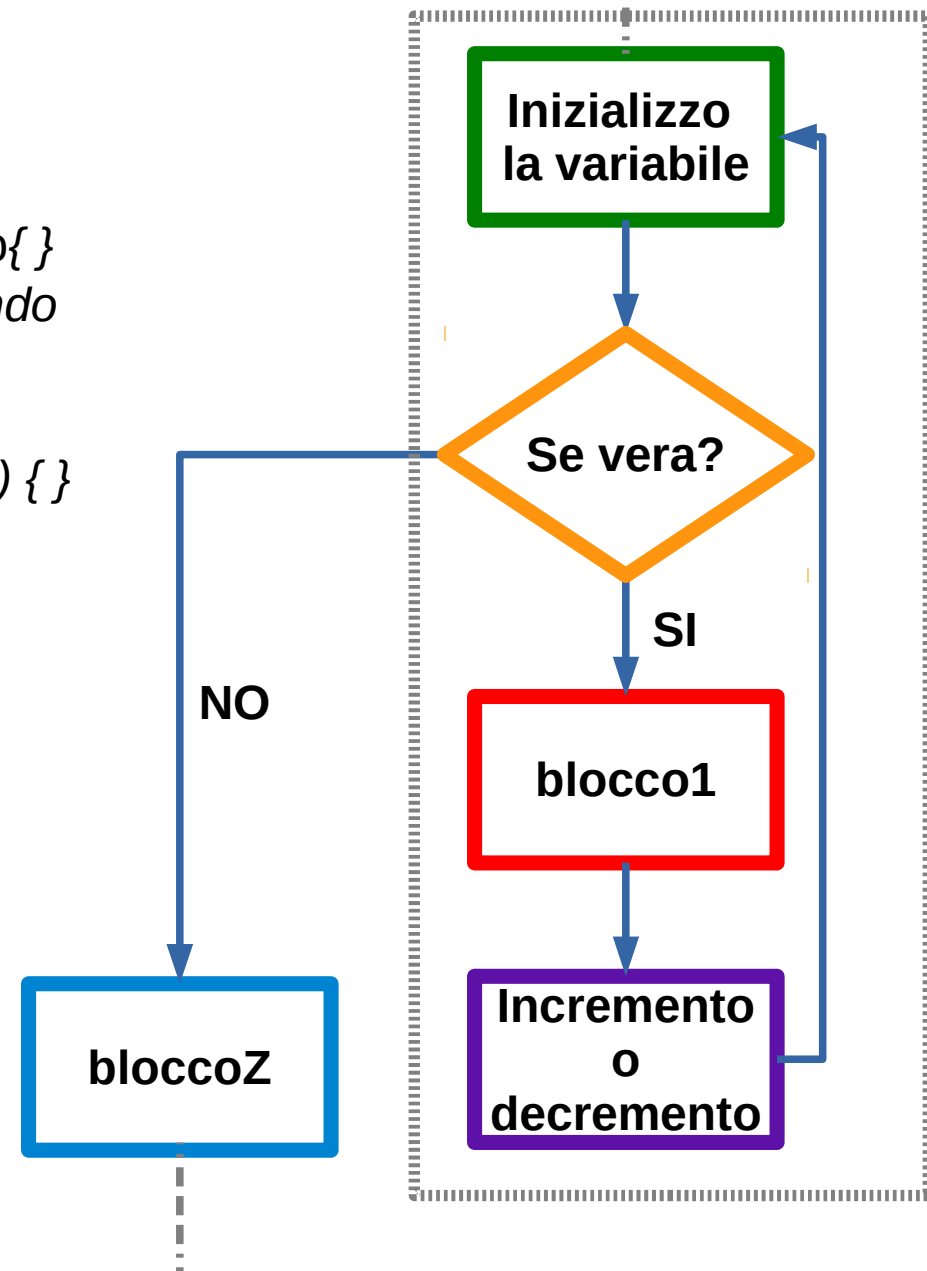 Inizializzo
la variabile
{ }
) { }
Se vera?
SI
NO
blocco1
Incremento
o
decremento
bloccoZ